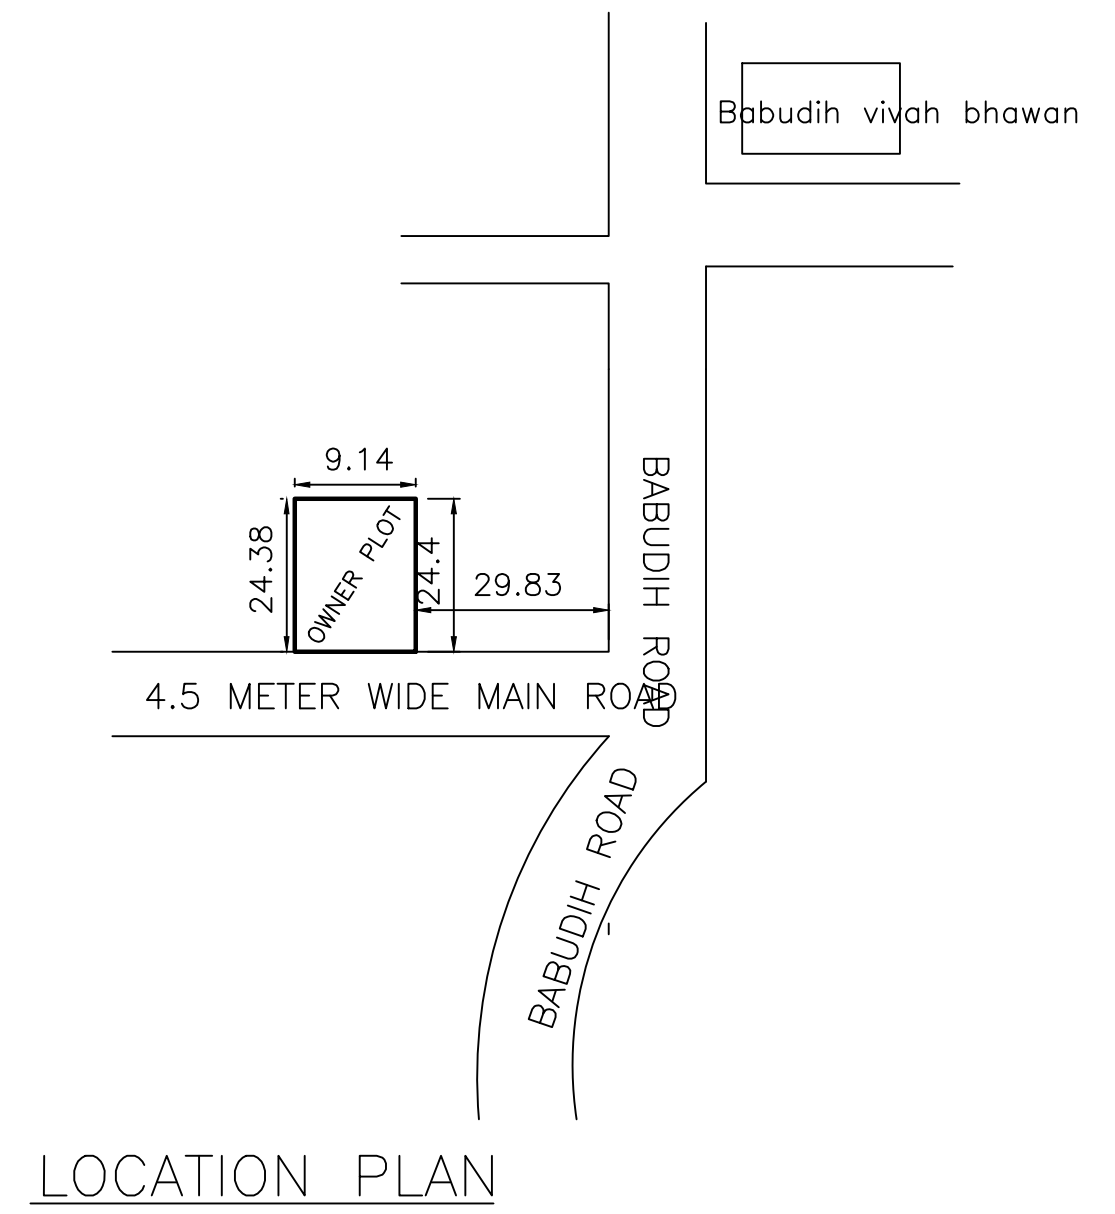 Babudih vivah bhawan
9.14
BABUDIH ROAD
24.38
OWNER PLOT
24.4
29.83
4.5 METER WIDE MAIN ROAD
BABUDIH ROAD
LOCATION PLAN